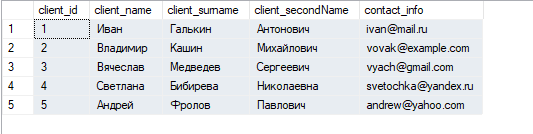 client_id client_name client_surname client_secondName contact_info
1 1 Иван Галькин Антонович ivan@mail.ru
2 2 Владимир Кашин Михайлович vovak@example.com
3 3 Вячеслав Медведев Сергеевич vyach@gmail.com
4 4 Светлана Бибирева Николаевна svetochka@yandex.ru
5 5 Андрей Фролов Павлович andrew@yahoo.com